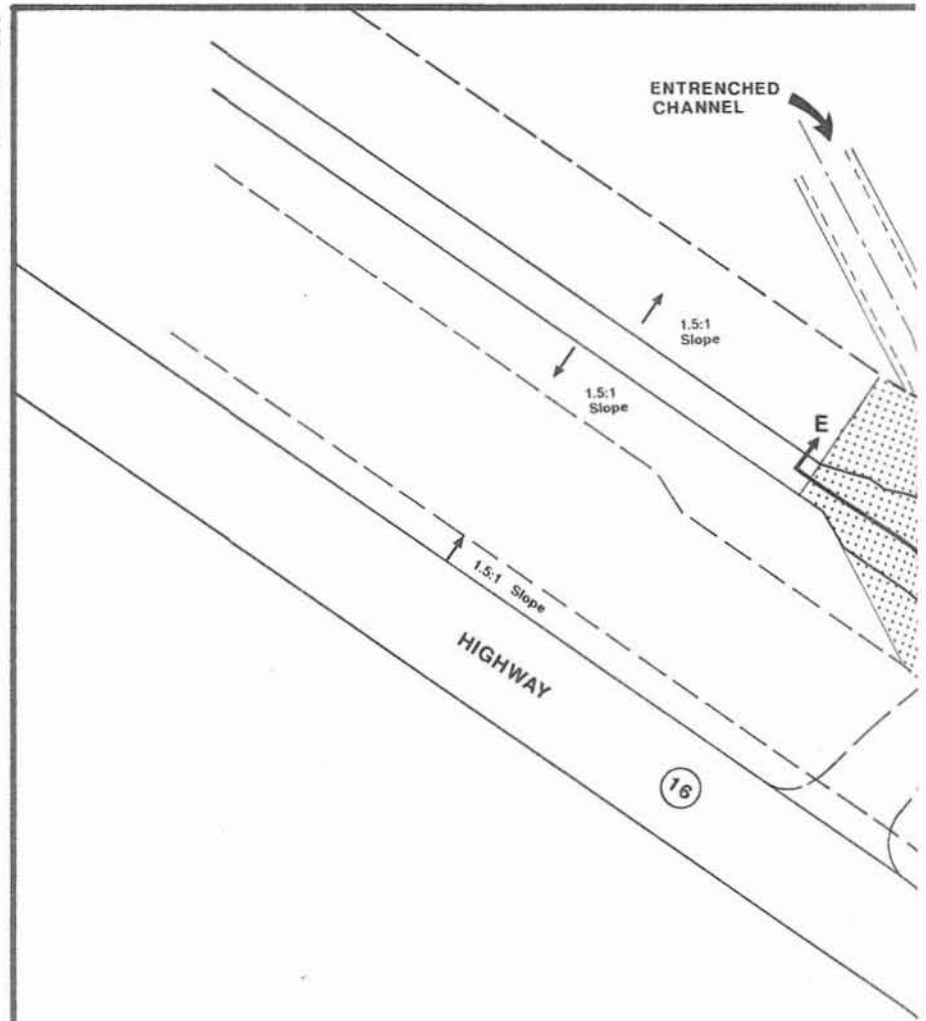 ENTRENCHED
CHANNEL
1.5:1
Slope
1.5:1
Slope
E
1.5:1 Slope
HIGHWAY
16